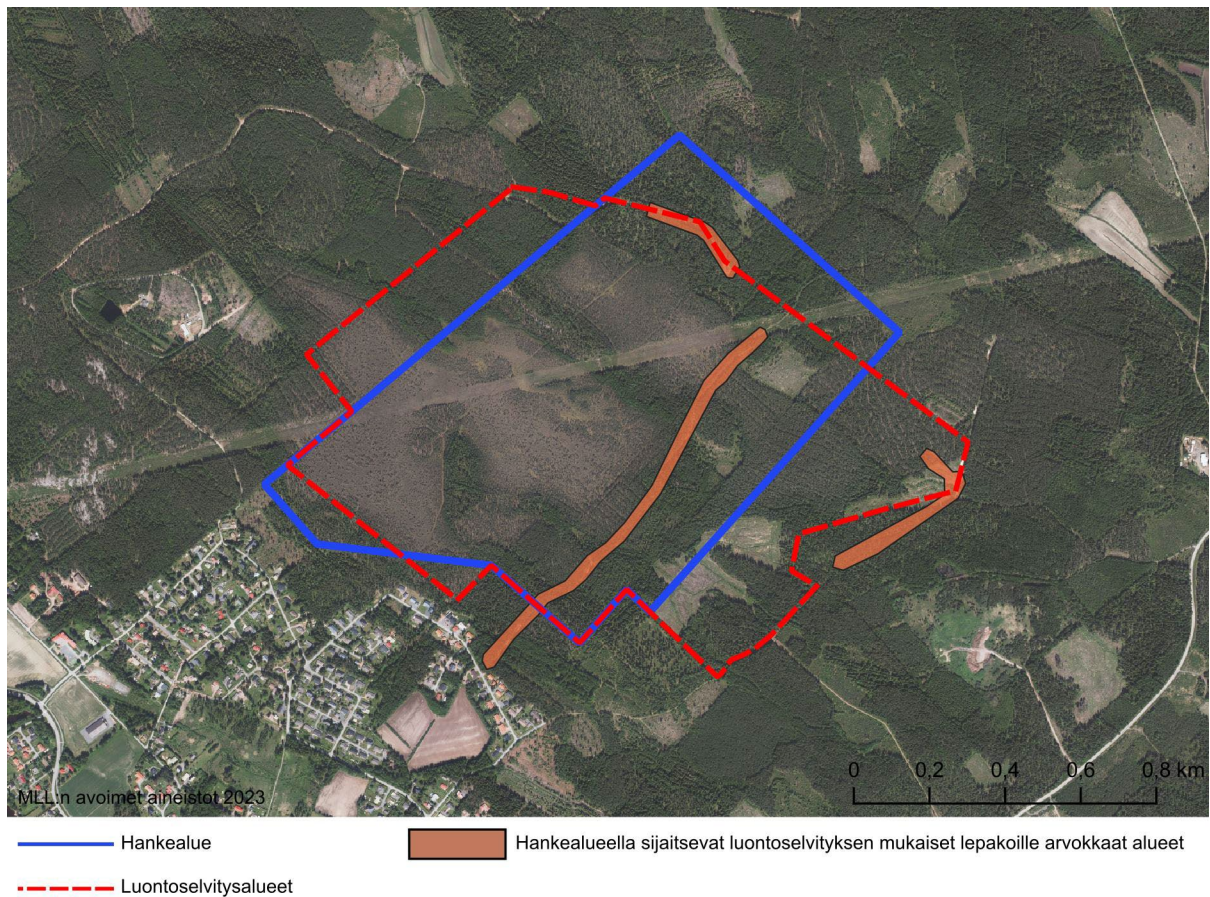 0 0,2 0,4 0,6 0,8 km
MLL:n avoimet aineistot 2023
Hankealue
Hankealueella sijaitsevat luontoselvityksen mukaiset lepakoille arvokkaat alueet
Luontoselvitysalueet